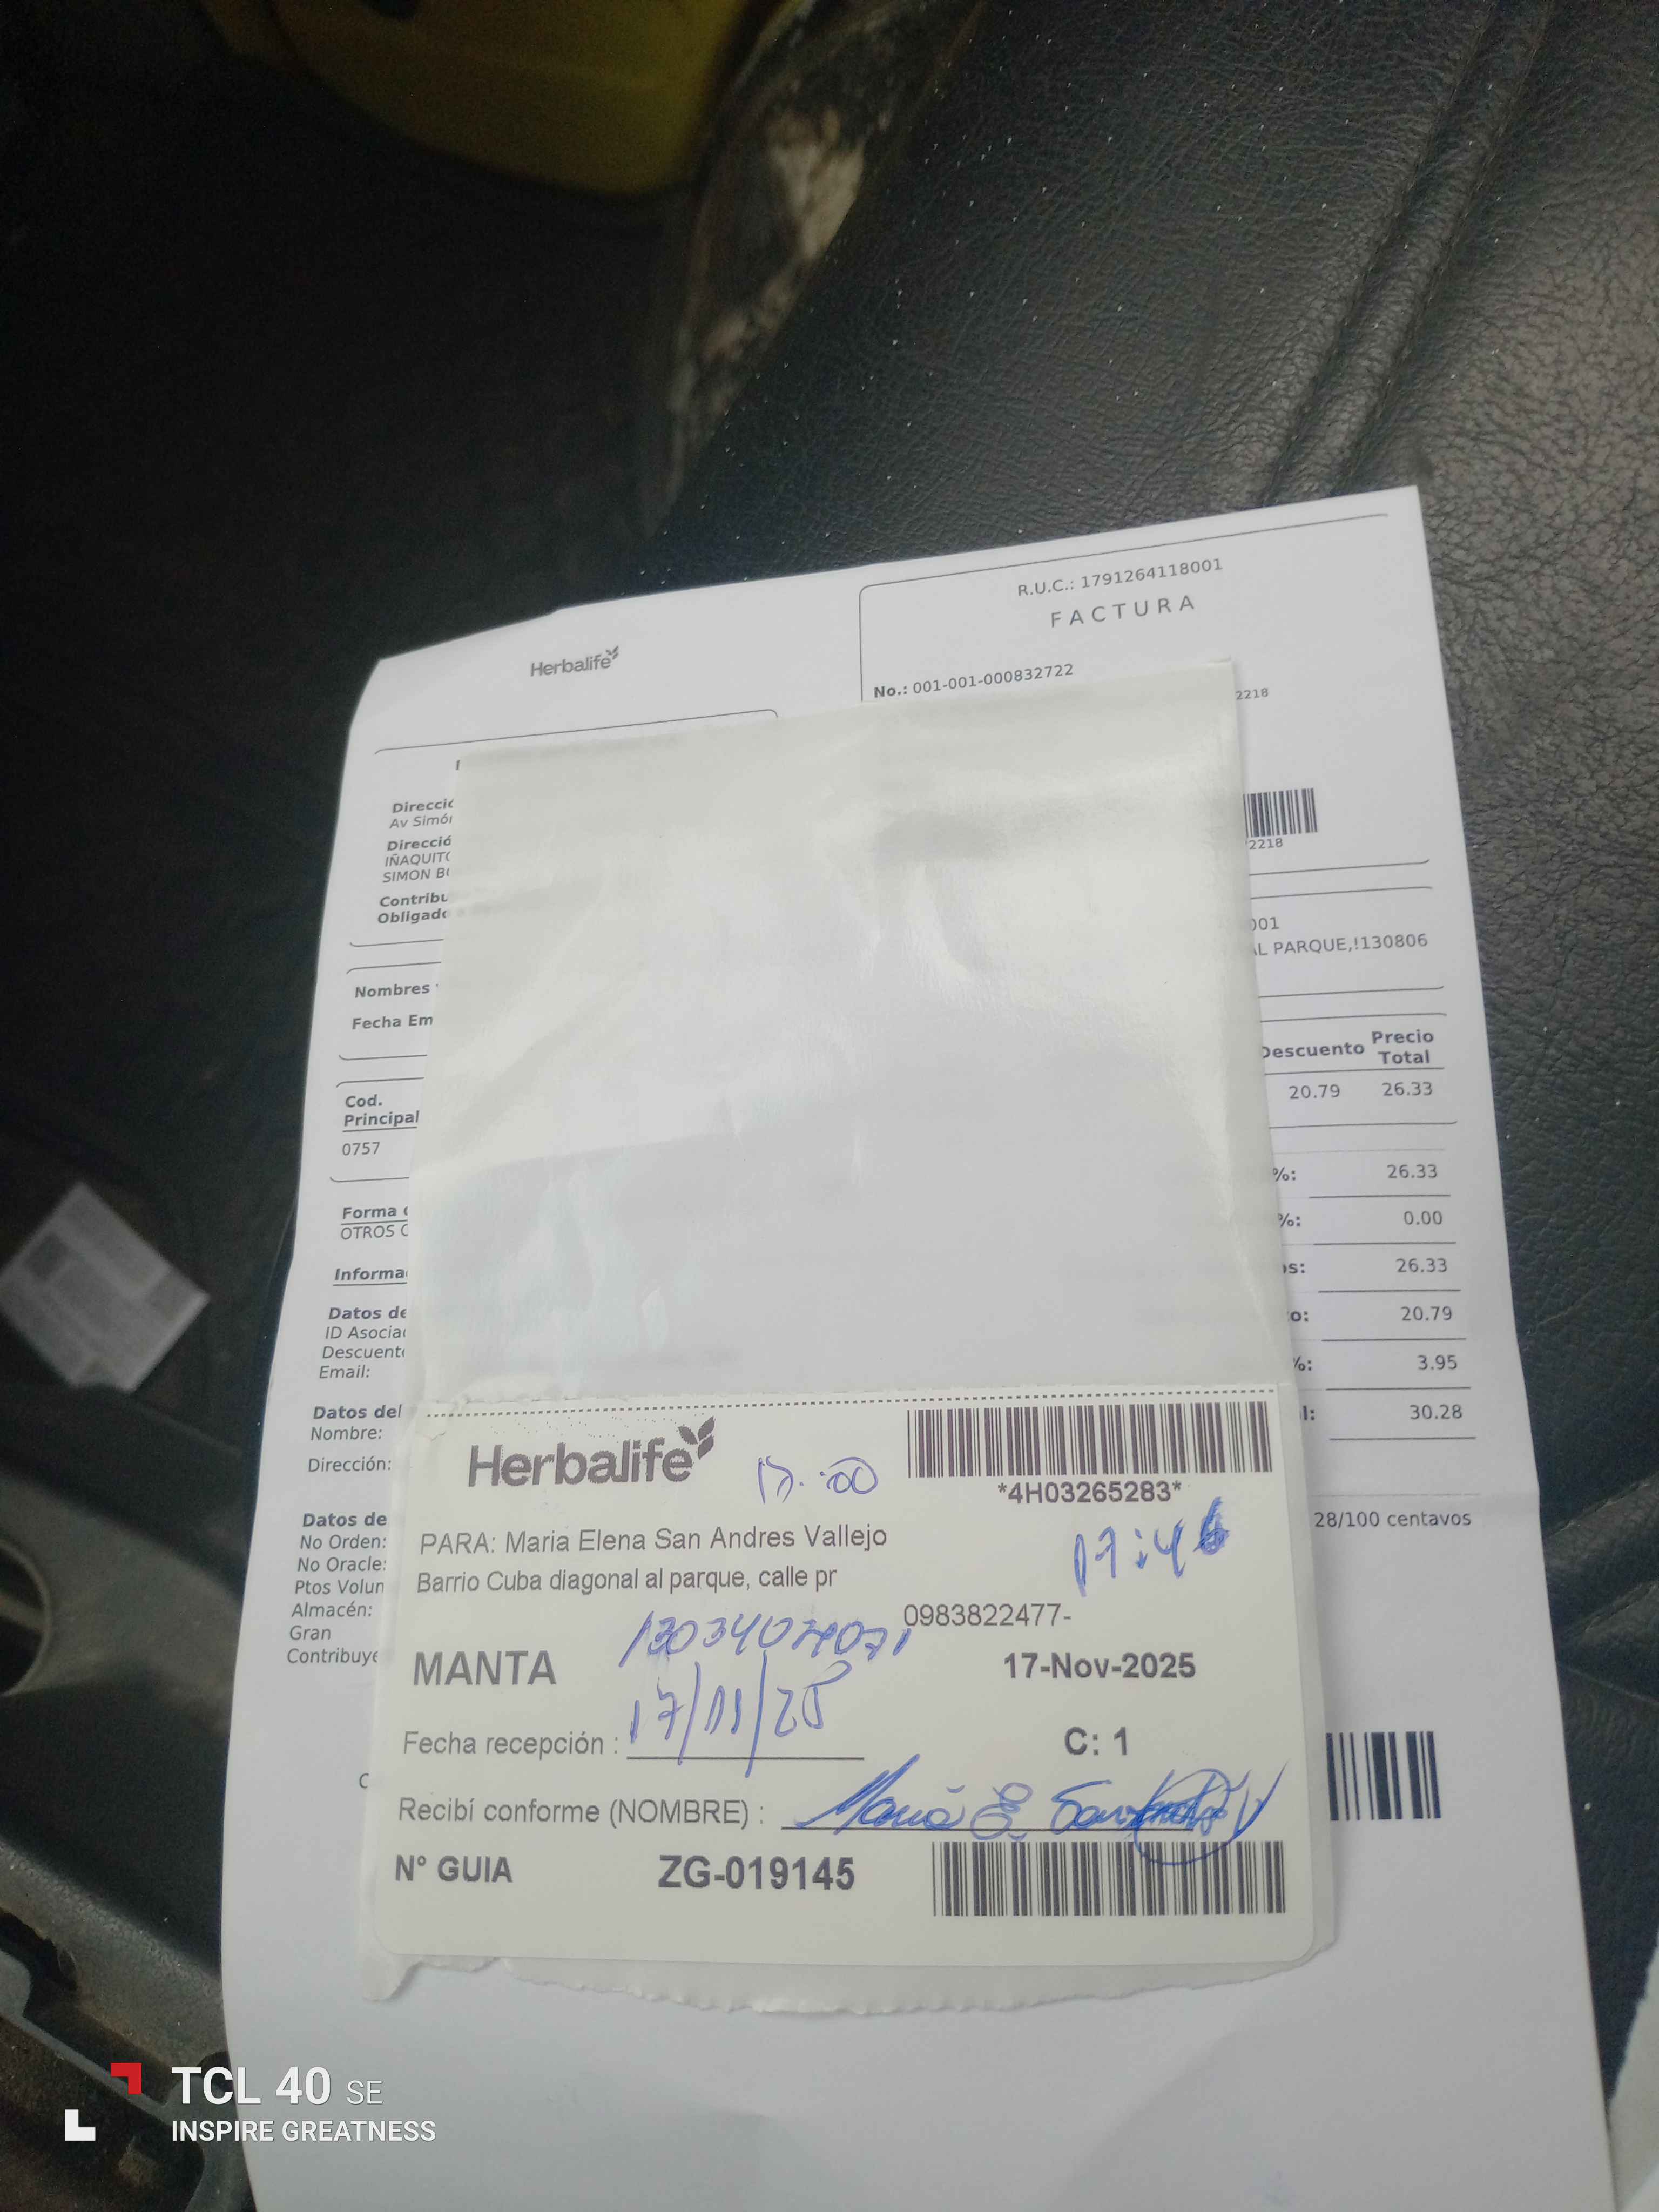 R.U.C.: 1791264118001
FACTURA
Herbalife
No.: 001-001-000832722
2218
Direcció
Av Simón
Direcció
IÑAQUITO
SIMON BO
2218
Contribu
Obligado
001
AL PARQUE,!130806
Nombres
Fecha Em
Descuento Precio Total
Cod. Principal
20.79 26.33
0757
%: 26.33
%: 0.00
Forma
OTROS
os: 26.33
Informa
o: 20.79
Datos de
ID Asocia
Descuent
Email:
%: 3.95
l: 30.28
Datos del
Nombre:
Dirección:
28/100 centavos
Datos de
No Orden:
No Oracle:
Ptos Volun
Almacén:
Gran
Contribuye
Herbalife
*4H03265283*
17:46
PARA: Maria Elena San Andres Vallejo
Barrio Cuba diagonal al parque, calle pr
0983822477-
MANTA
17-Nov-2025
17/11/25
Fecha recepción :
C: 1
Recibí conforme (NOMBRE) :
N° GUIA ZG-019145
TCL 40 SE
INSPIRE GREATNESS